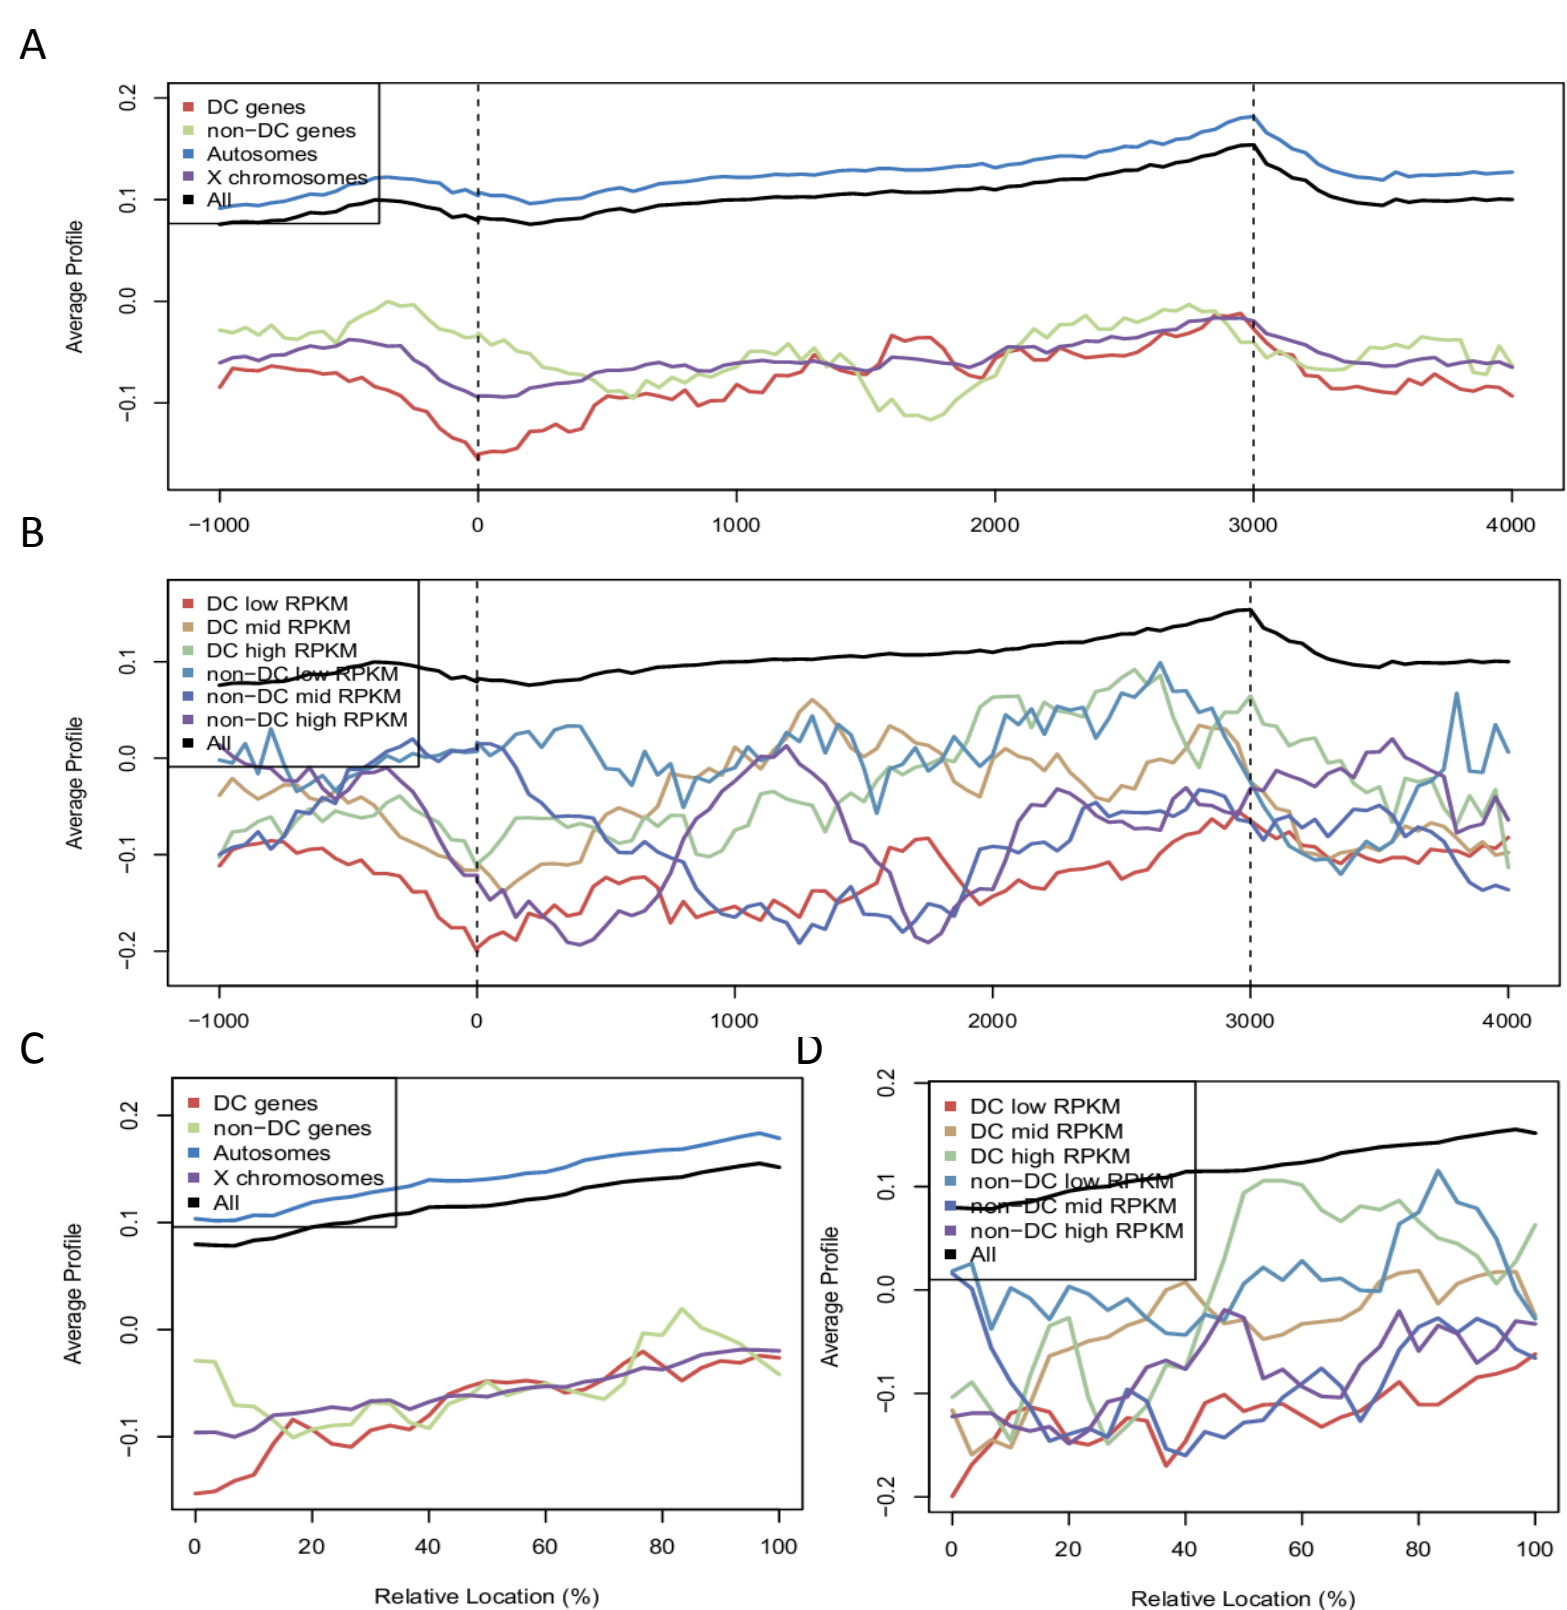 A
0.2
0.1
0.0
−0.1
Average Profile
DC genes
non−DC genes
Autosomes
X chromosomes
All
−1000 0 1000 2000 3000 4000
B
0.1
0.0
−0.1
−0.2
Average Profile
DC low RPKM
DC mid RPKM
DC high RPKM
non−DC low RPKM
non−DC mid RPKM
non−DC high RPKM
All
−1000 0 1000 2000 3000 4000
C
0.2
0.1
0.0
−0.1
Average Profile
DC genes
non−DC genes
Autosomes
X chromosomes
All
0 20 40 60 80 100
Relative Location (%)
D
0.2
0.1
0.0
−0.1
−0.2
Average Profile
DC low RPKM
DC mid RPKM
DC high RPKM
non−DC low RPKM
non−DC mid RPKM
non−DC high RPKM
All
0 20 40 60 80 100
Relative Location (%)